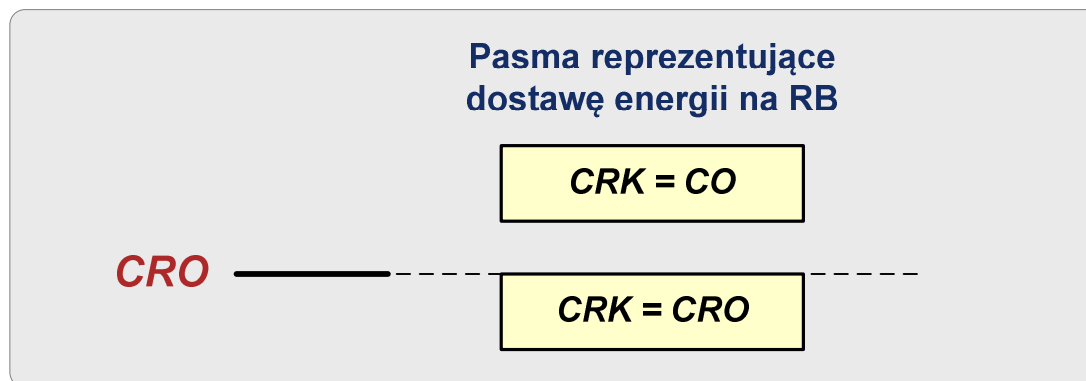 Pasma reprezentujące
dostawę energii na RB
CRK = CO
CRO
CRK = CRO